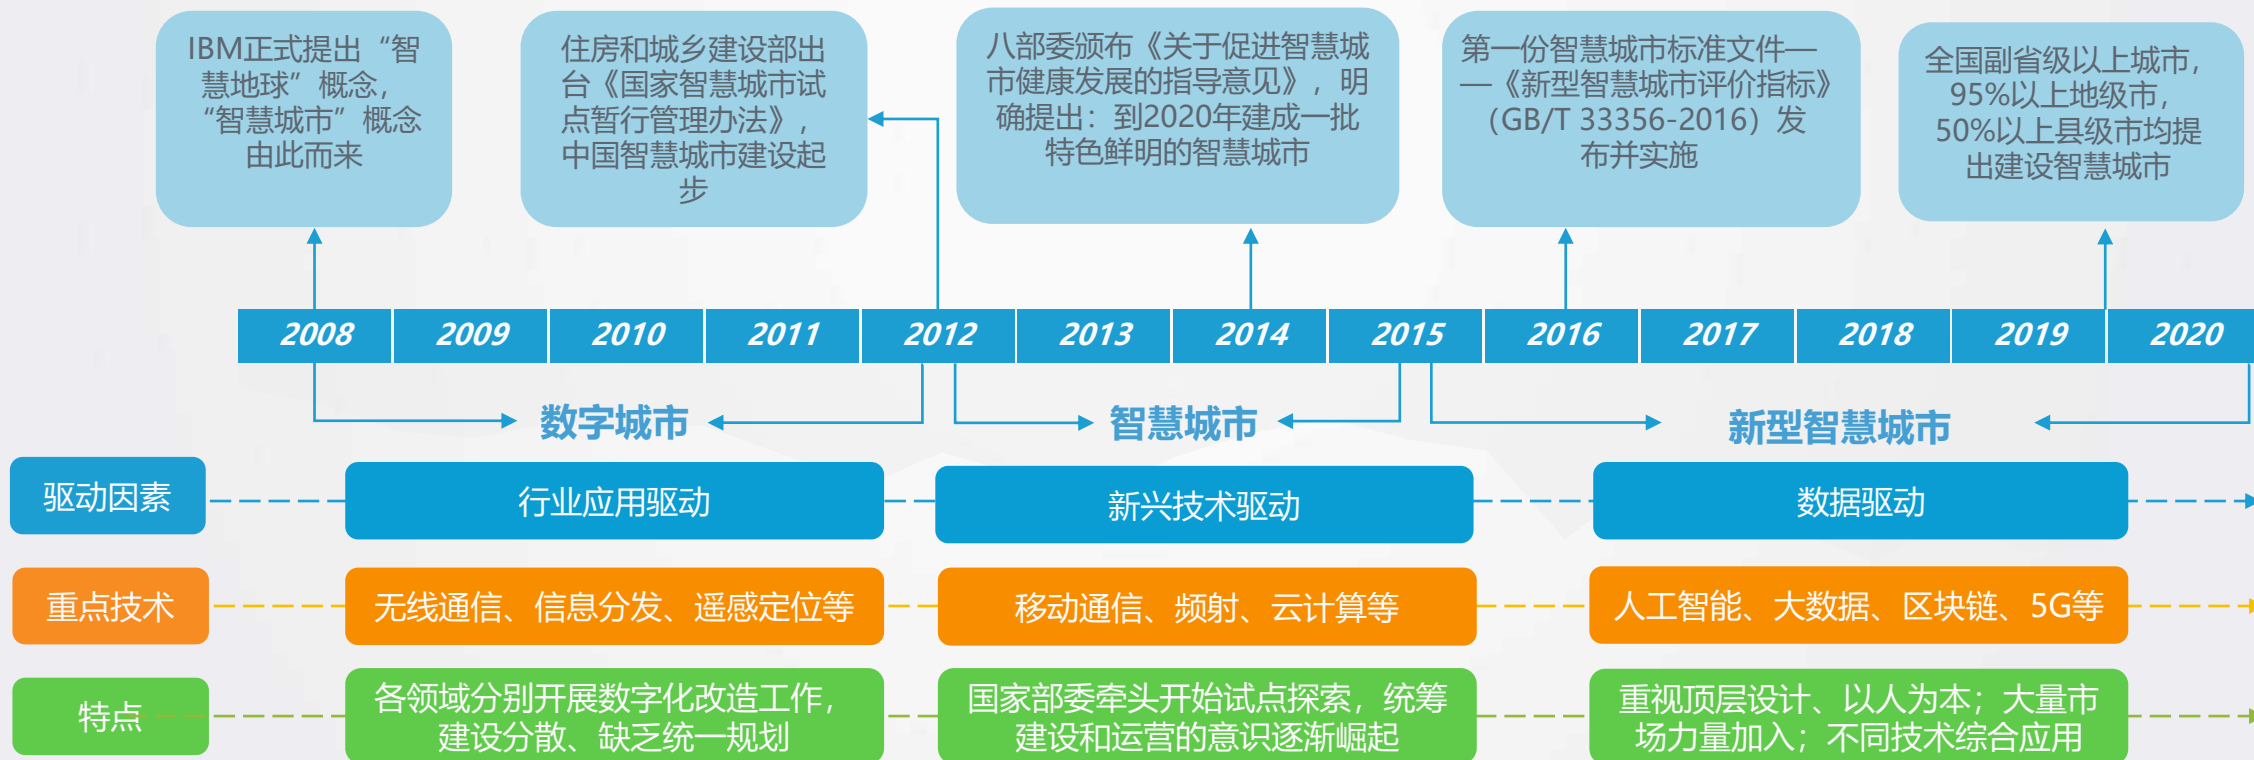 IBM正式提出“智
慧地球”概念，
“智慧城市”概念
由此而来
住房和城乡建设部出
台《国家智慧城市试
点暂行管理办法》，
中国智慧城市建设起
步
八部委颁布《关于促进智慧城
市健康发展的指导意见》，明
确提出：到2020年建成一批
特色鲜明的智慧城市
第一份智慧城市标准文件—
—《新型智慧城市评价指标》
（GB/T 33356-2016）发
布并实施
全国副省级以上城市，
95%以上地级市，
50%以上县级市均提
出建设智慧城市
2008 2009 2010 2011 2012 2013 2014 2015 2016 2017 2018 2019 2020
数字城市 智慧城市 新型智慧城市
驱动因素 行业应用驱动 新兴技术驱动 数据驱动
重点技术 无线通信、信息分发、遥感定位等 移动通信、频射、云计算等 人工智能、大数据、区块链、5G等
特点
各领域分别开展数字化改造工作，
建设分散、缺乏统一规划
国家部委牵头开始试点探索，统筹
建设和运营的意识逐渐崛起
重视顶层设计、以人为本；大量市
场力量加入；不同技术综合应用